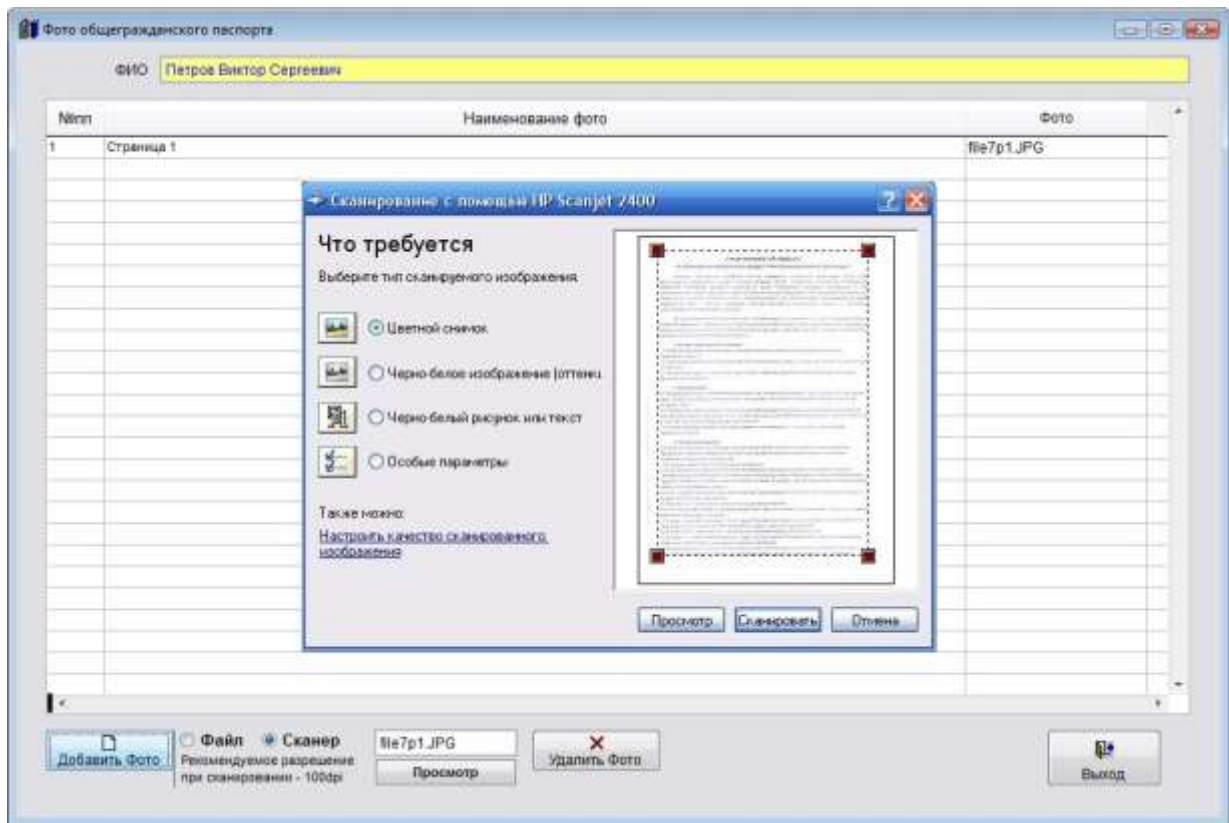 Фото общегражданского паспорта
ФИО Петров Виктор Сергеевич
№пп Наименование фото Фото
1 Страница 1 file7p1.JPG
Сканирование с помощью HP Scanjet 2400
Что требуется
Выберите тип сканируемого изображения.
Цветной снимок
Черно-белое изображение (оттенки
Черно-белый рисунок или текст
Особые параметры
Также можно:
Настроить качество сканированного
изображения
Просмотр Сканировать Отмена
Добавить Фото
Файл Сканер
Рекомендуемое разрешение
при сканировании - 100dpi
file7p1.JPG
Просмотр
Удалить Фото
Выход